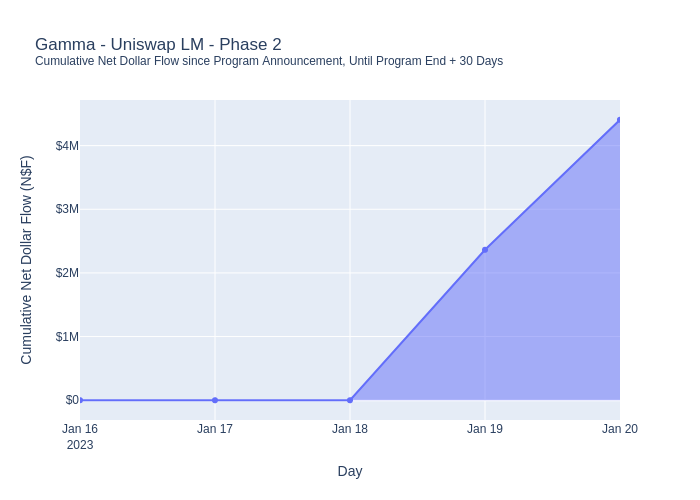 Gamma - Uniswap LM - Phase 2
Cumulative Net Dollar Flow since Program Announcement, Until Program End + 30 Days
Cumulative Net Dollar Flow (N$F)
$4M
$3M
$2M
$1M
$0
Jan 16
2023
Jan 17
Jan 18
Jan 19
Jan 20
Day